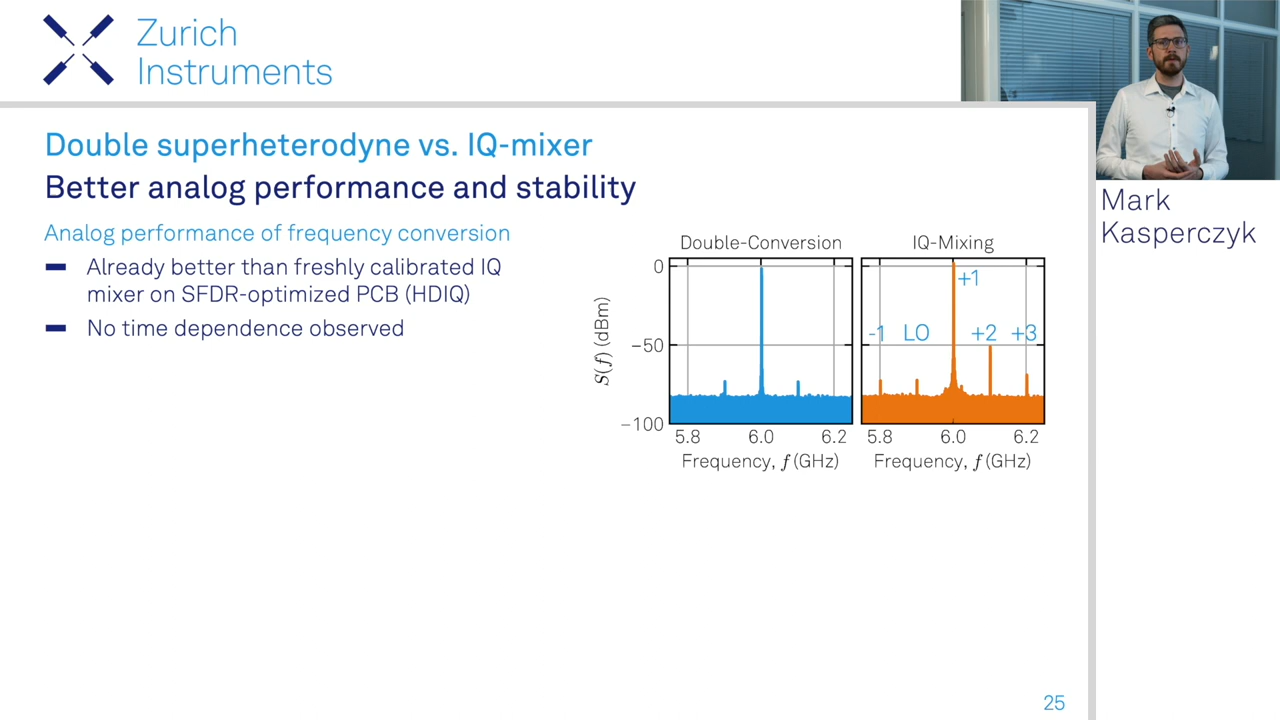 Zurich
Instruments
Double superheterodyne vs. IQ-mixer
Better analog performance and stability
Analog performance of frequency conversion
Already better than freshly calibrated IQ
mixer on SFDR-optimized PCB (HDIQ)
No time dependence observed
Double-Conversion
IQ-Mixing
S(f) (dBm)
0
−50
−100
+1
-1 LO +2 +3
5.8 6.0 6.2
5.8 6.0 6.2
Frequency, f (GHz)
Frequency, f (GHz)
Mark
Kasperczyk
25